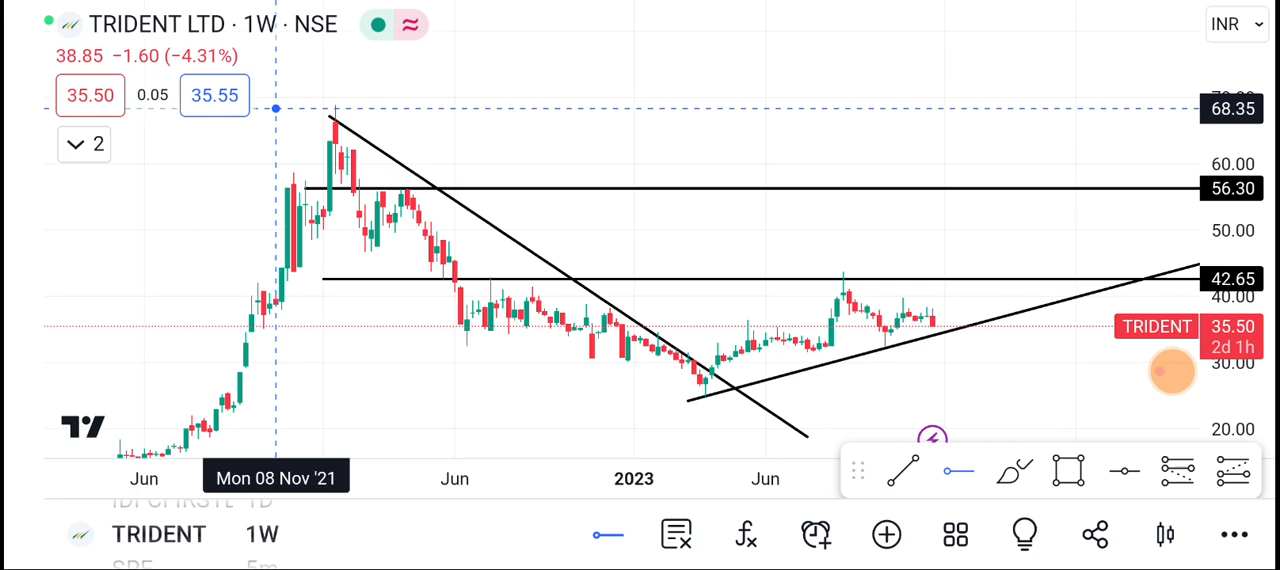 TRIDENT LTD · 1W · NSE
INR
38.85 −1.60 (−4.31%)
35.50 0.05 35.55
2
68.35
60.00
56.30
50.00
42.65
40.00
TRIDENT 35.50
2d 1h
30.00
20.00
Jun Mon 08 Nov '21 Jun 2023 Jun
TRIDENT 1W